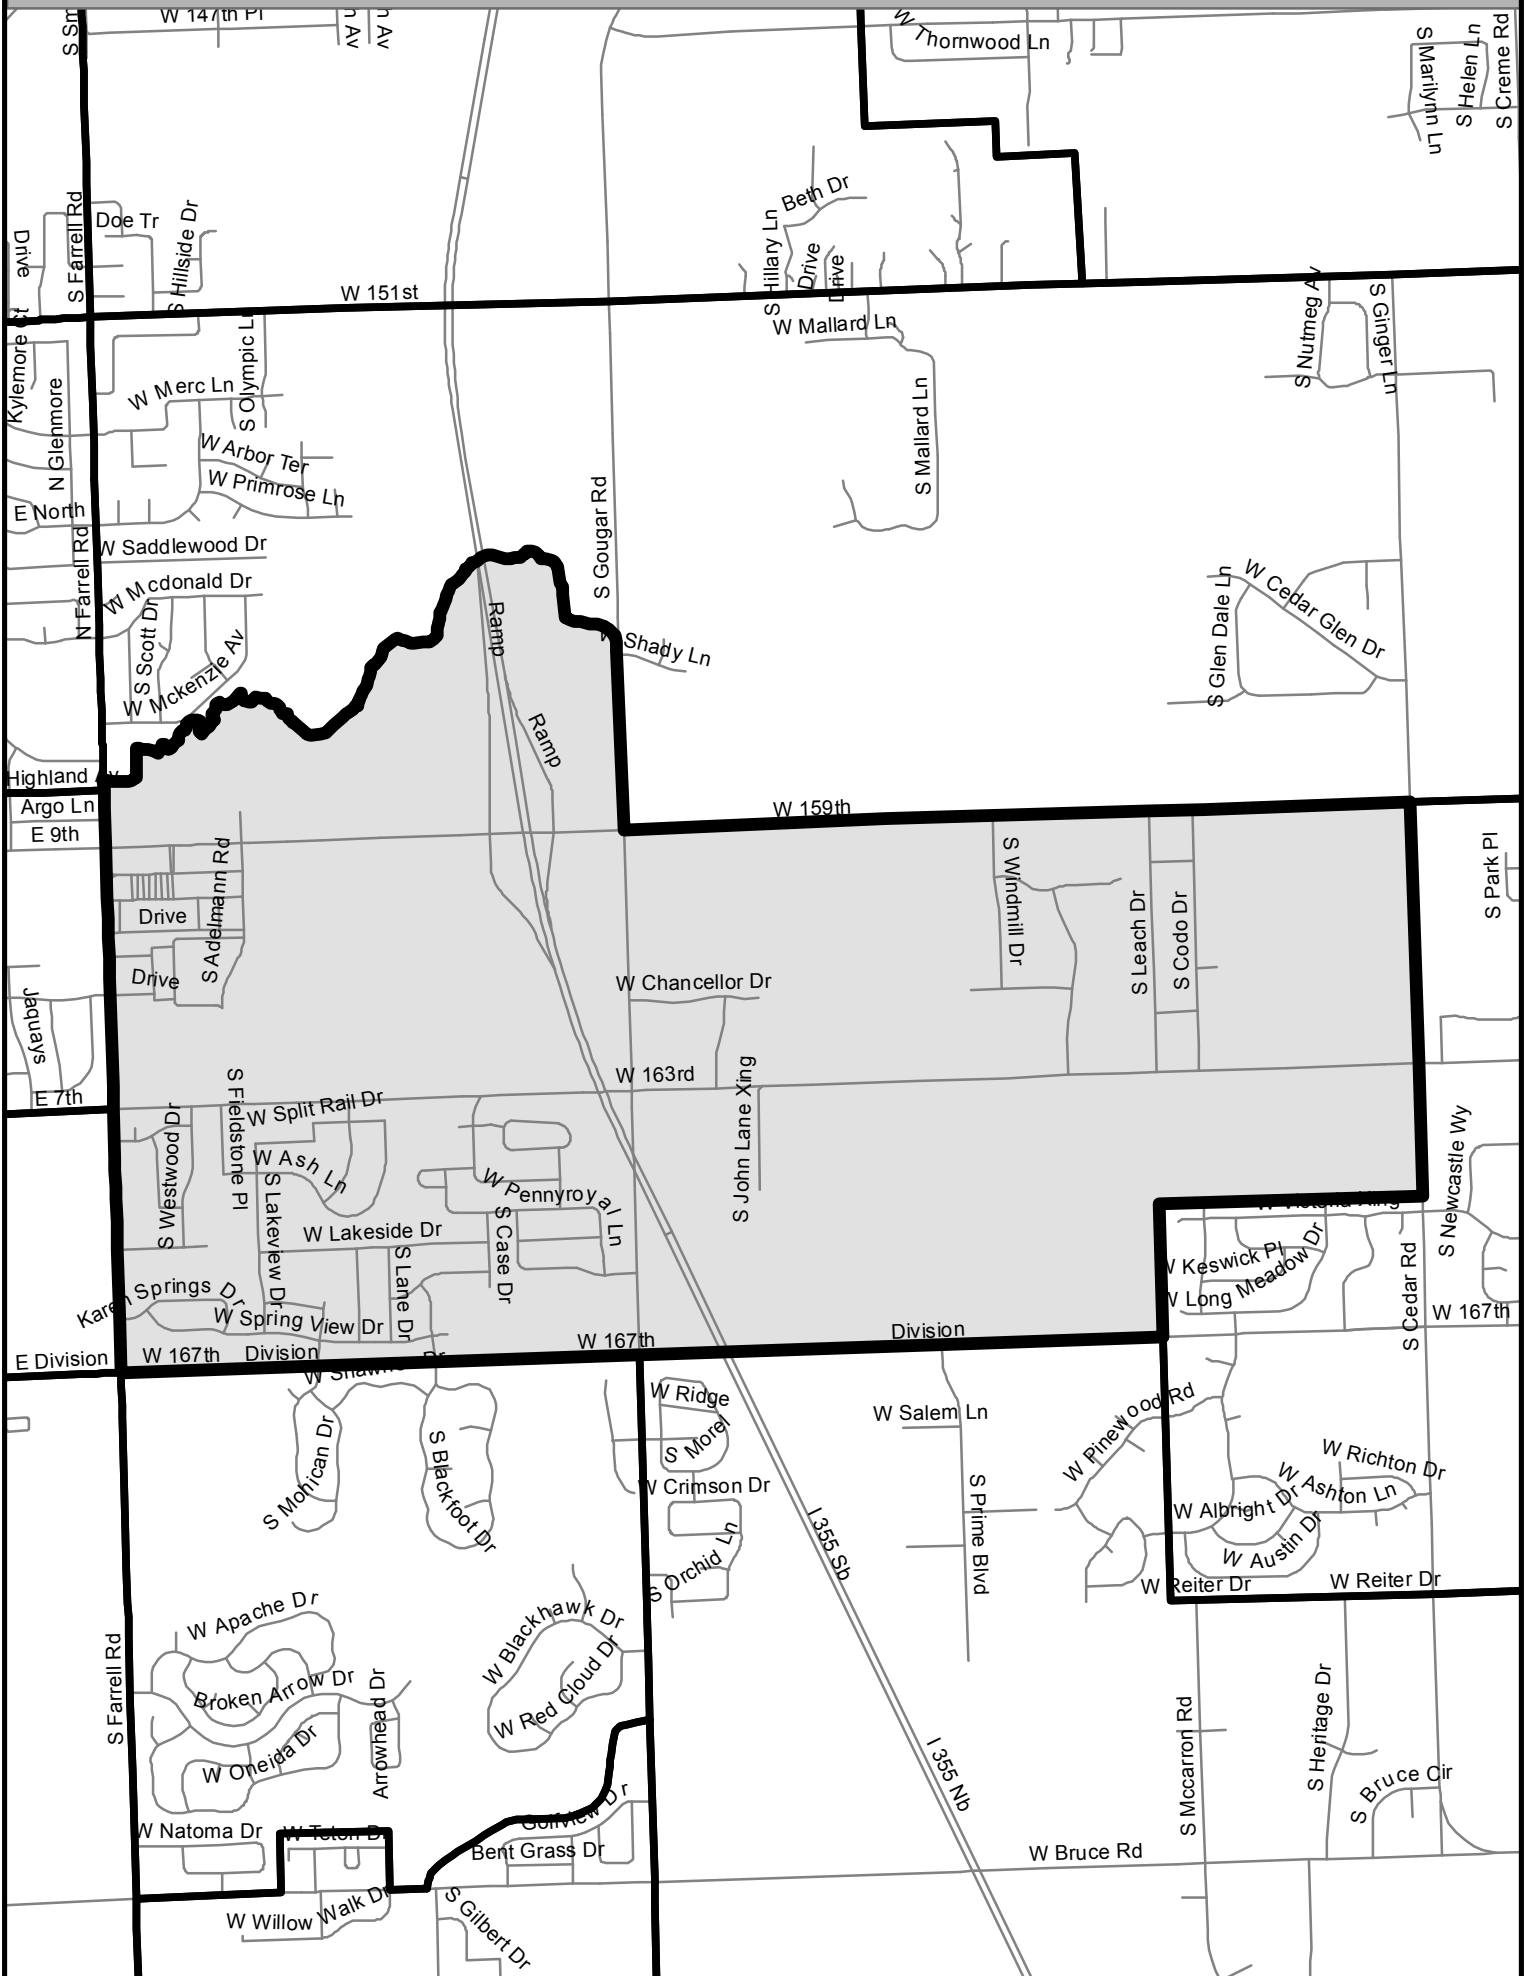 W 147th Pl
S Sm
n Av
n Av
W Thornwood Ln
S Marilynn Ln
S Helen Ln
S Creme Rd
Drive
S Farrell Rd
Doe Tr
S Hillside Dr
Beth Dr
S Hillary Ln
Drive
Drive
W 151st
W Mallard Ln
S Nutmeg Av
S Ginger Ln
Kylemore Ct
N Glenmore
W Merc Ln
S Olympic Ln
W Arbor Ter
W Primrose Ln
S Mallard Ln
S Gougar Rd
E North
N Farrell Rd
W Saddlewood Dr
W Mcdonald Dr
S Scott Dr
W Mckenzie Av
Ramp
Shady Ln
S Glen Dale Ln
W Cedar Glen Dr
Ramp
Highland Av
Argo Ln
E 9th
W 159th
S Park Pl
S Adelmann Rd
Drive
Drive
S Windmill Dr
S Leach Dr
S Codo Dr
W Chancellor Dr
Jaquays
E 7th
W 163rd
S John Lane Xing
S Westwood Dr
S Fieldstone Pl
W Split Rail Dr
W Ash Ln
S Lakeview Dr
W Pennyroyal Ln
W Lakeside Dr
S Case Dr
S Lane Dr
S Newcastle Wy
W Victoria Xing
W Keswick Pl
W Long Meadow Dr
S Cedar Rd
W 167th
Karen Springs Dr
W Spring View Dr
E Division
W 167th
Division
W 167th
Division
S Mohican Dr
S Blackfoot Dr
W Ridge
S Morel
W Crimson Dr
S Orchid Ln
W Salem Ln
S Prime Blvd
W Pinewood Rd
W Richton Dr
W Ashton Ln
W Albright Dr
W Austin Dr
W Reiter Dr
W Reiter Dr
I 355 Sb
S Farrell Rd
W Apache Dr
Broken Arrow Dr
W Oneida Dr
Arrowhead Dr
W Blackhawk Dr
W Red Cloud Dr
I 355 Nb
S Mccarron Rd
S Heritage Dr
S Bruce Cir
W Natoma Dr
W Teton Dr
Golfview Dr
Bent Grass Dr
W Bruce Rd
W Willow Walk Dr
S Gilbert Dr